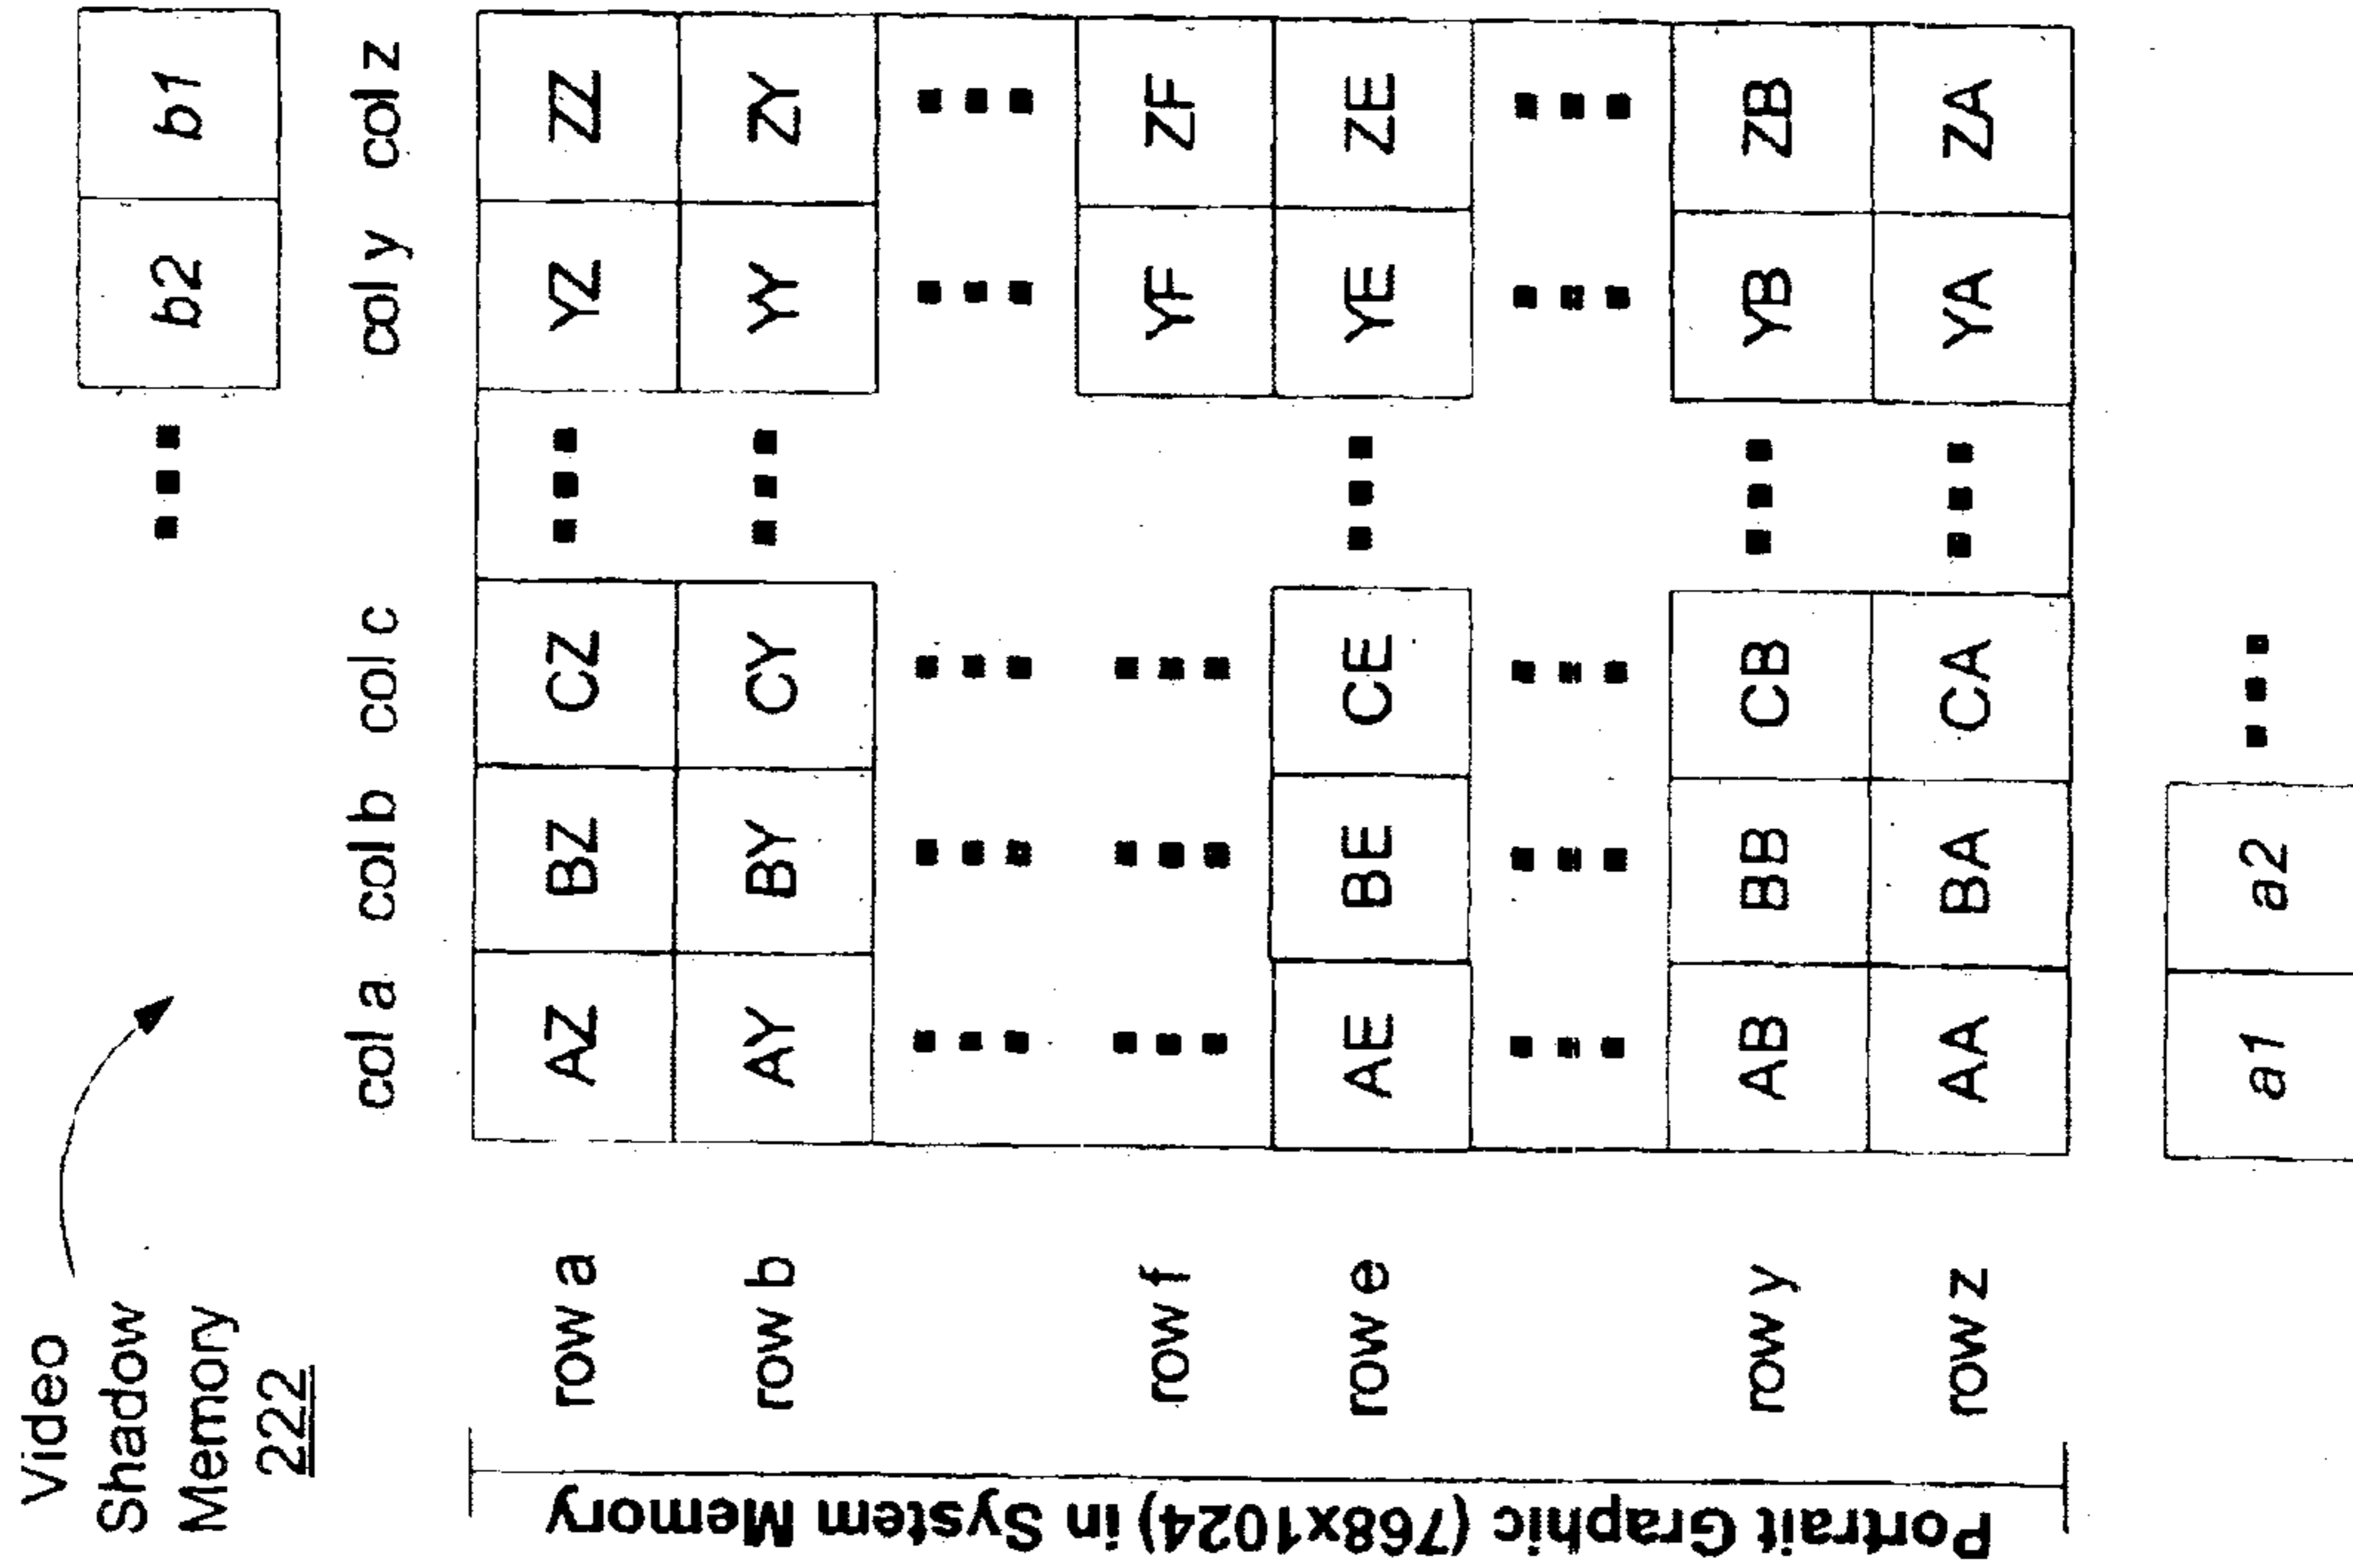 Video
Shadow
Memory
222
b2 b1
col a col b col c col y col z
row a AZ BZ CZ ▪▪▪ YZ ZZ
row b AY BY CY ▪▪▪ YY ZY
row f YF ZF
row e AE BE CE ▪▪▪ YE ZE
row y AB BB CB ▪▪▪ YB ZB
row z AA BA CA ▪▪▪ YA ZA
a1 a2 ▪▪▪
Portrait Graphic (768x1024) in System Memory